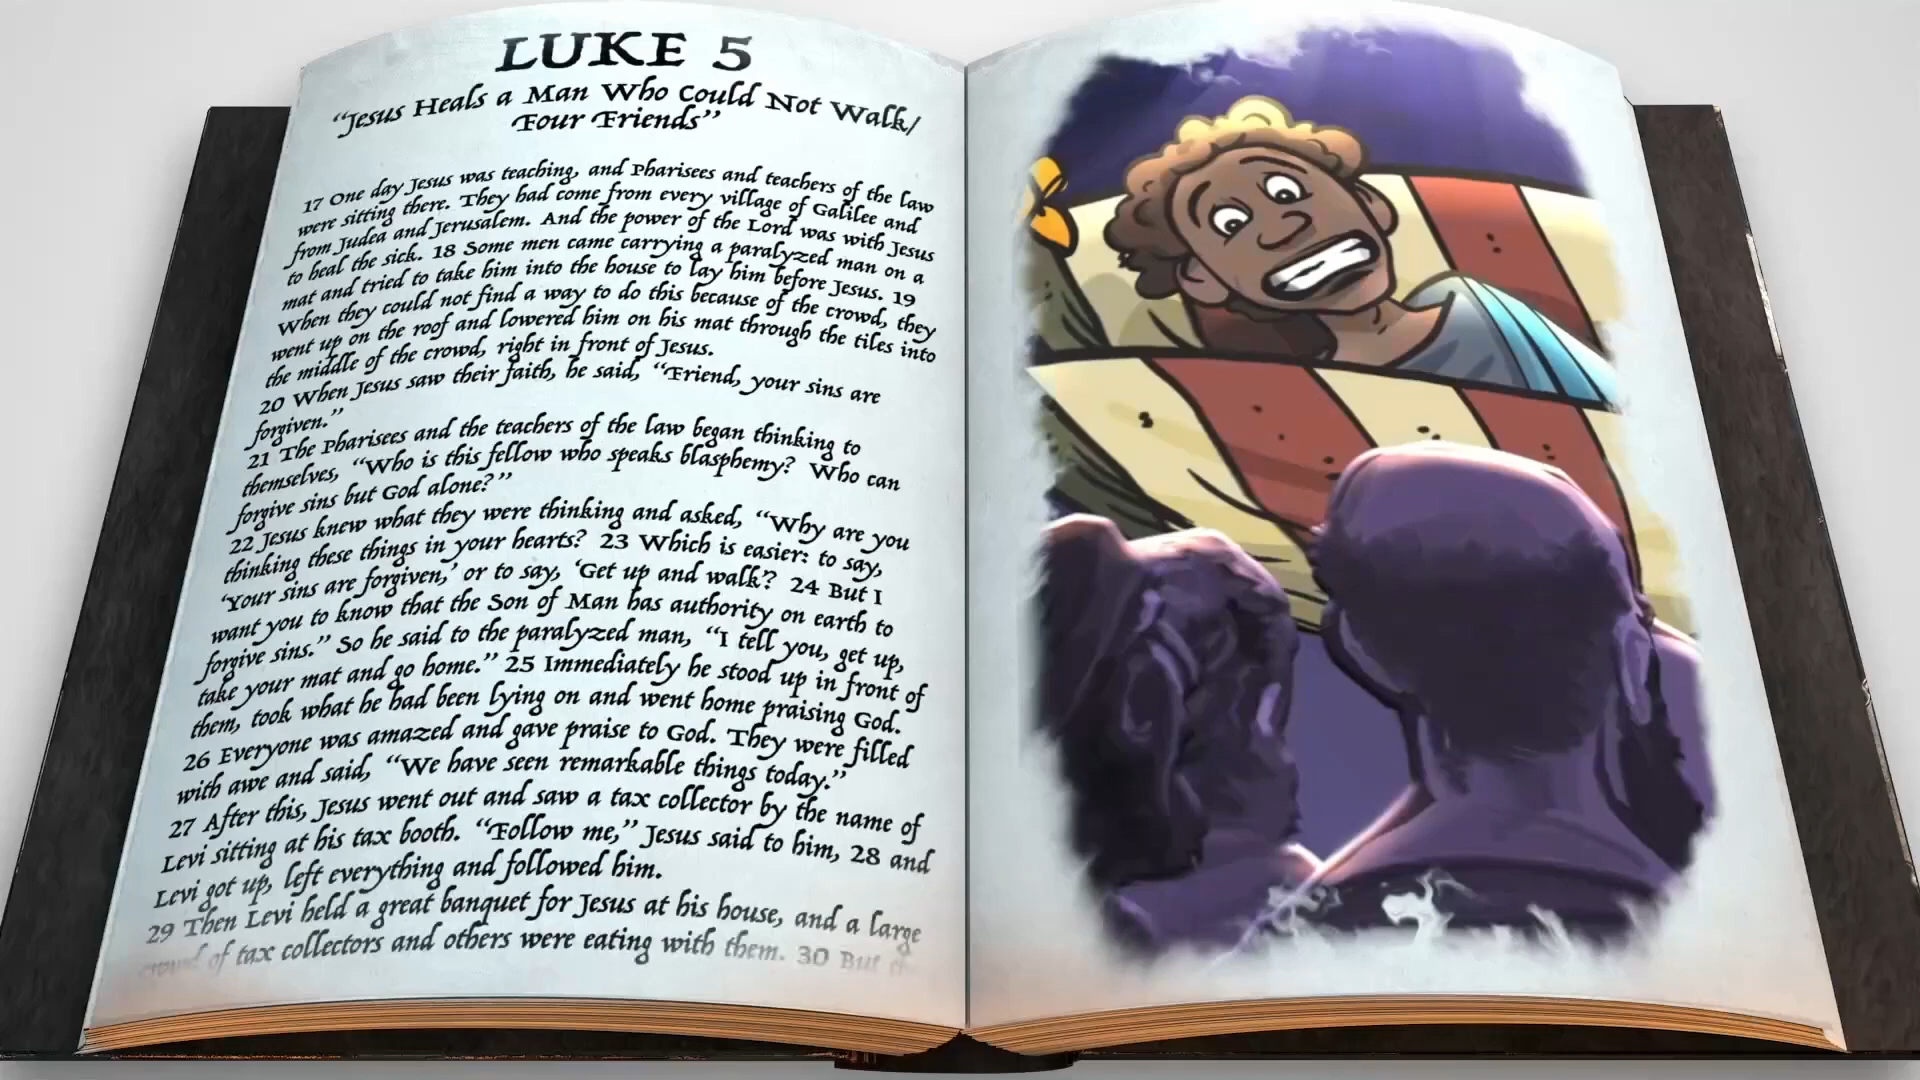 LUKE 5
"Jesus Heals a Man Who Could Not Walk/
Four Friends"
17 One day Jesus was teaching, and Pharisees and teachers of the law
were sitting there. They had come from every village of Galilee and
from Judea and Jerusalem. And the power of the Lord was with Jesus
to heal the sick. 18 Some men came carrying a paralyzed man on a
mat and tried to take him into the house to lay him before Jesus. 19
When they could not find a way to do this because of the crowd, they
went up on the roof and lowered him on his mat through the tiles into
the middle of the crowd, right in front of Jesus.
20 When Jesus saw their faith, he said, "Friend, your sins are
forgiven."
21 The Pharisees and the teachers of the law began thinking to
themselves, "Who is this fellow who speaks blasphemy? Who can
forgive sins but God alone?"
22 Jesus knew what they were thinking and asked, "Why are you
thinking these things in your hearts? 23 Which is easier: to say,
'Your sins are forgiven,' or to say, 'Get up and walk'? 24 But I
want you to know that the Son of Man has authority on earth to
forgive sins." So he said to the paralyzed man, "I tell you, get up,
take your mat and go home." 25 Immediately he stood up in front of
them, took what he had been lying on and went home praising God.
26 Everyone was amazed and gave praise to God. They were filled
with awe and said, "We have seen remarkable things today."
27 After this, Jesus went out and saw a tax collector by the name of
Levi sitting at his tax booth. "Follow me," Jesus said to him, 28 and
Levi got up, left everything and followed him.
29 Then Levi held a great banquet for Jesus at his house, and a large
crowd of tax collectors and others were eating with them. 30 But the